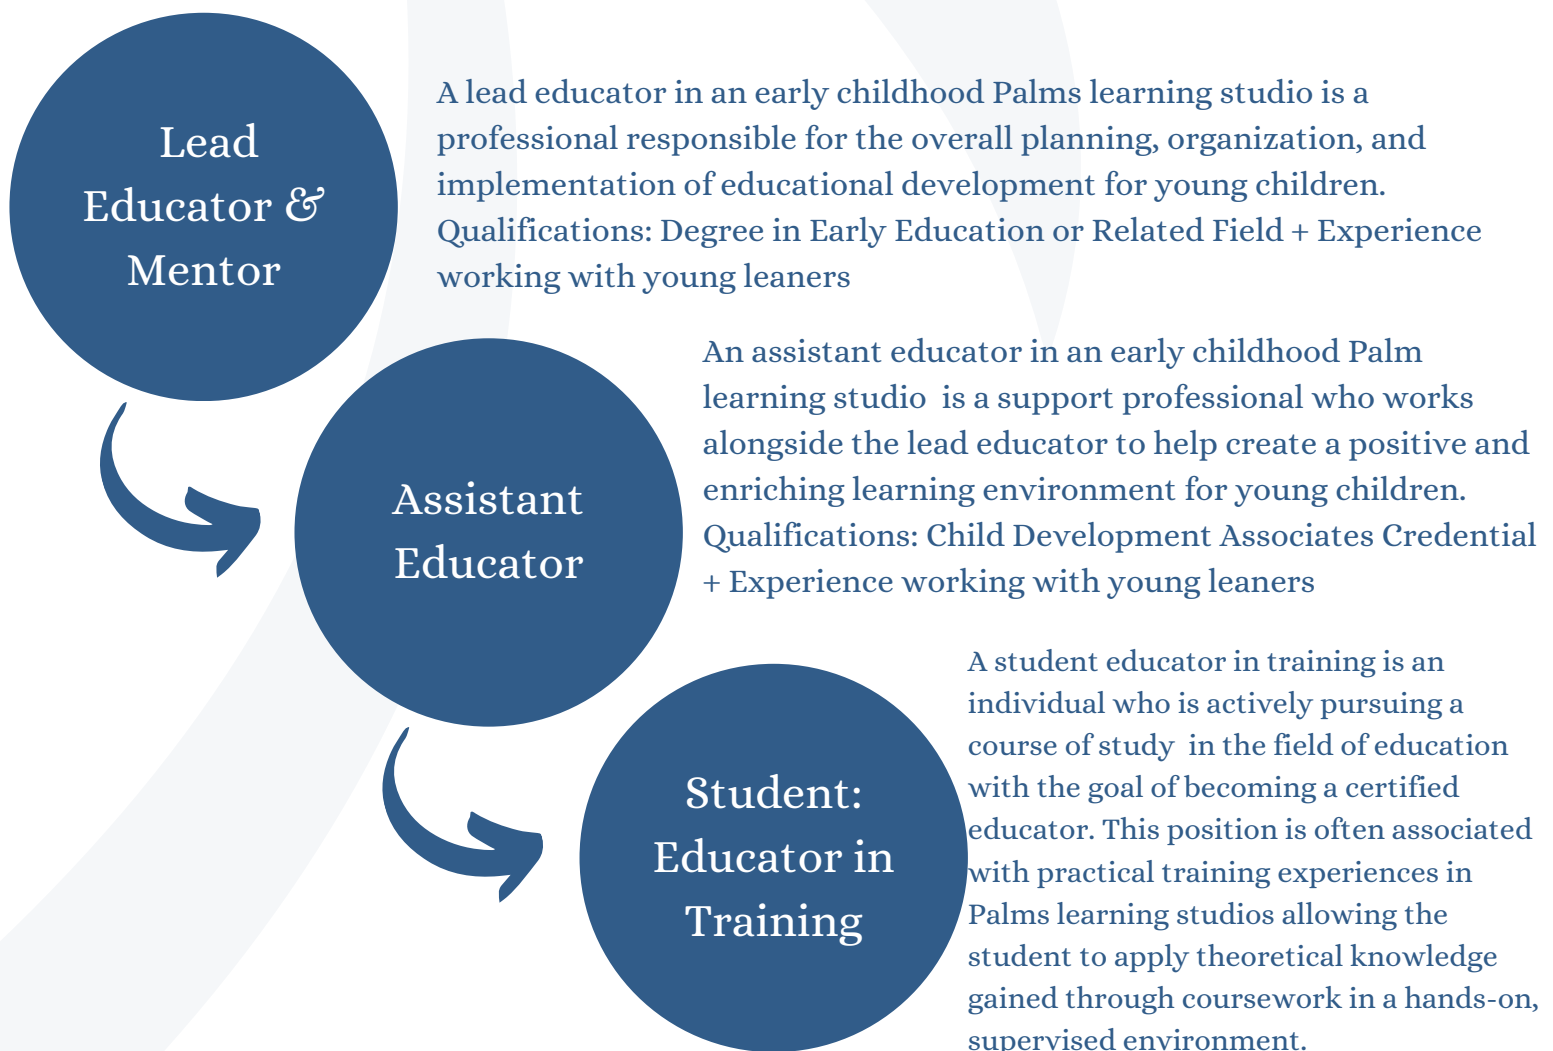 Lead
Educator &
Mentor
A lead educator in an early childhood Palms learning studio is a
professional responsible for the overall planning, organization, and
implementation of educational development for young children.
Qualifications: Degree in Early Education or Related Field + Experience
working with young leaners
Assistant
Educator
An assistant educator in an early childhood Palm
learning studio  is a support professional who works
alongside the lead educator to help create a positive and
enriching learning environment for young children.
Qualifications: Child Development Associates Credential
+ Experience working with young leaners
Student:
Educator in
Training
A student educator in training is an
individual who is actively pursuing a
course of study  in the field of education
with the goal of becoming a certified
educator. This position is often associated
with practical training experiences in
Palms learning studios allowing the
student to apply theoretical knowledge
gained through coursework in a hands-on,
supervised environment.